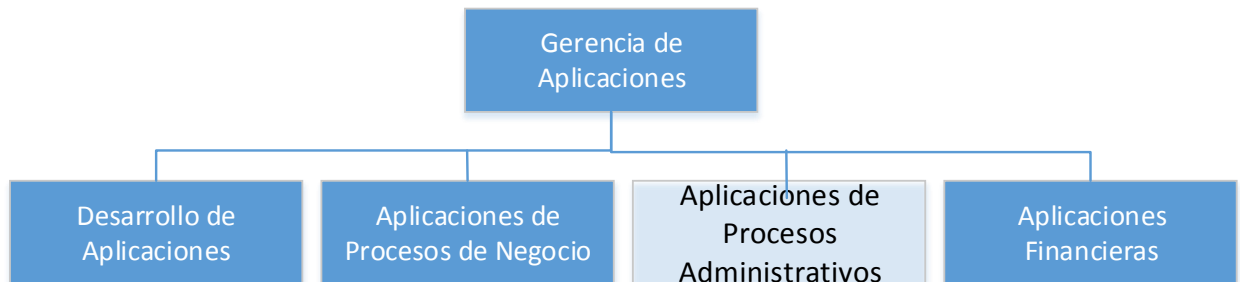 Gerencia de
Aplicaciones
Desarrollo de
Aplicaciones
Aplicaciones de
Procesos de Negocio
Aplicaciones de
Procesos
Administrativos
Aplicaciones
Financieras